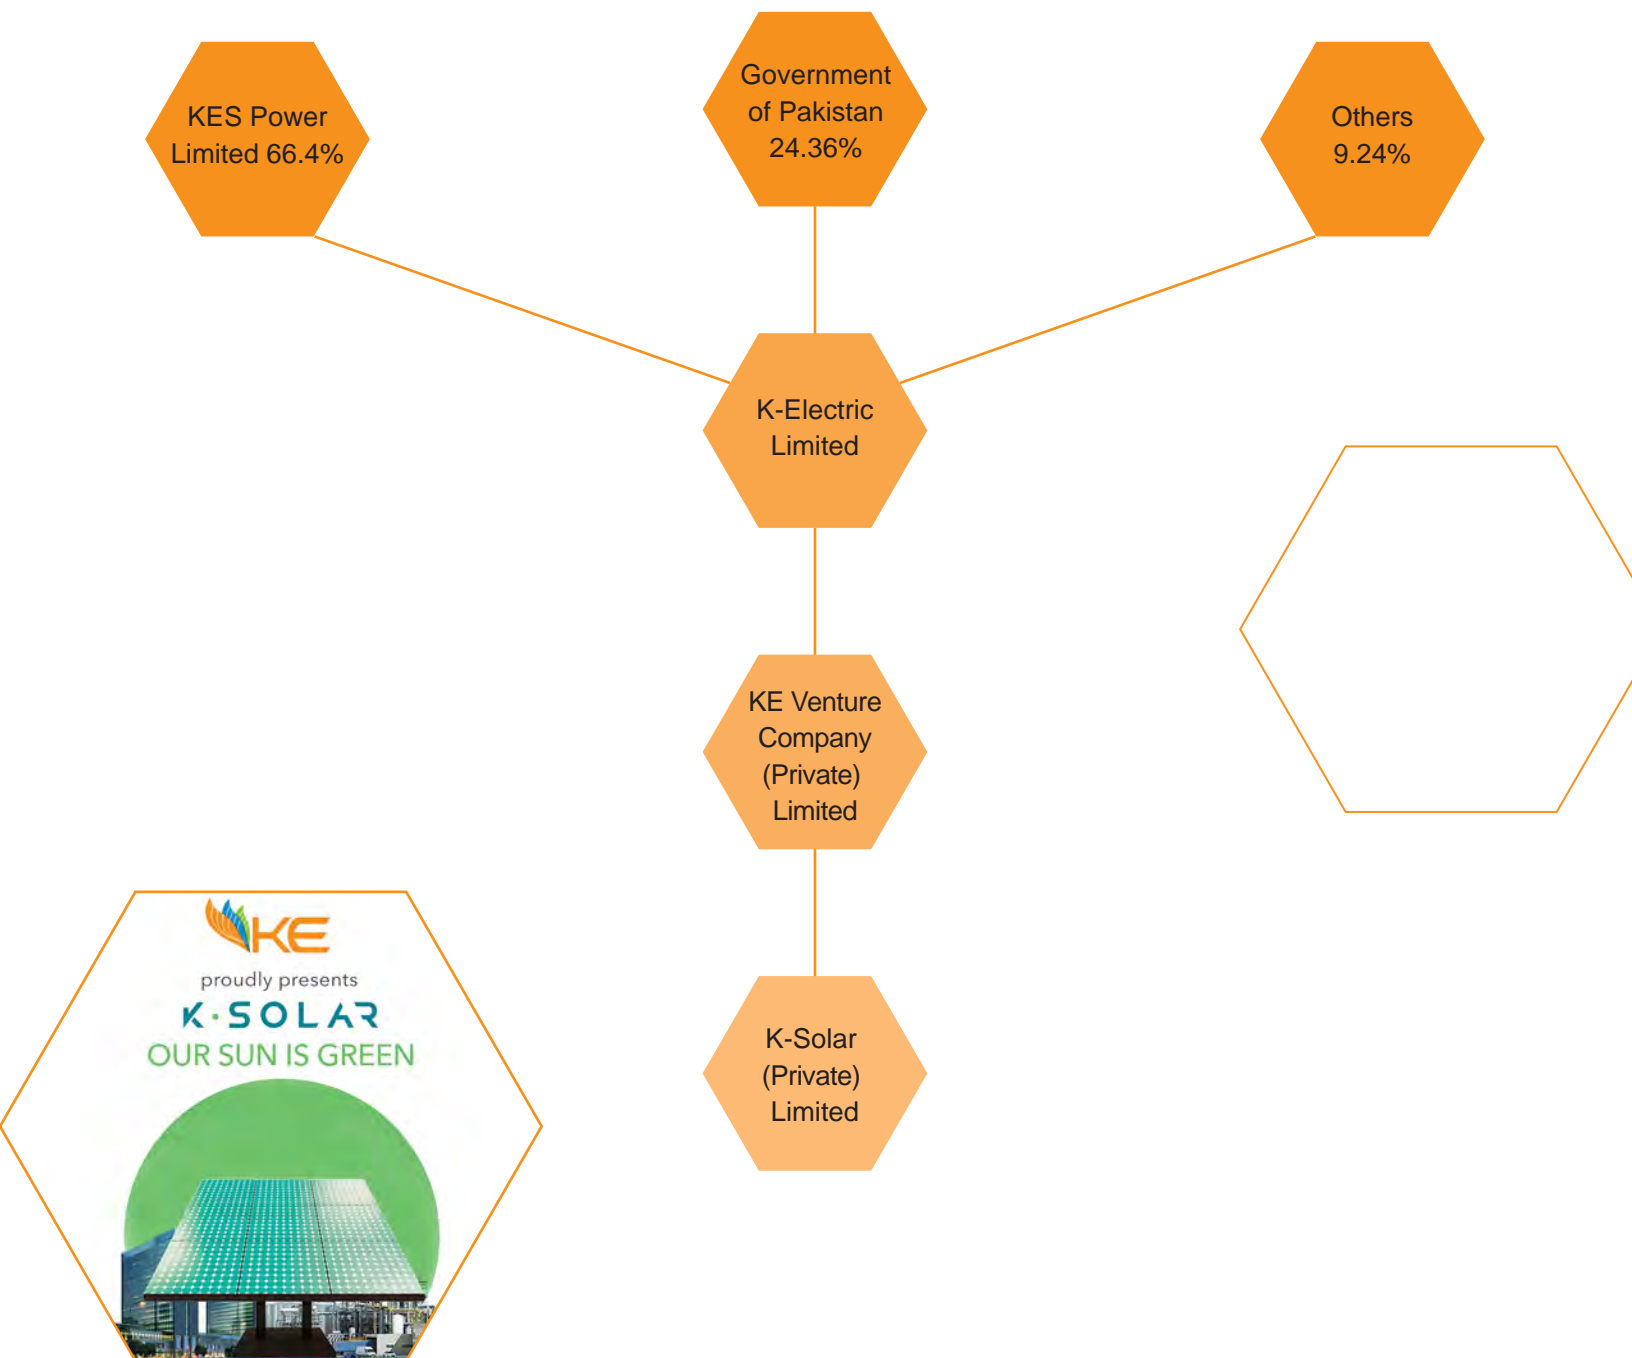 KES Power
Limited 66.4%
Government
of Pakistan
24.36%
Others
9.24%
K-Electric
Limited
KE Venture
Company
(Private)
Limited
K-Solar
(Private)
Limited
KE
proudly presents
K·SOLAR
OUR SUN IS GREEN